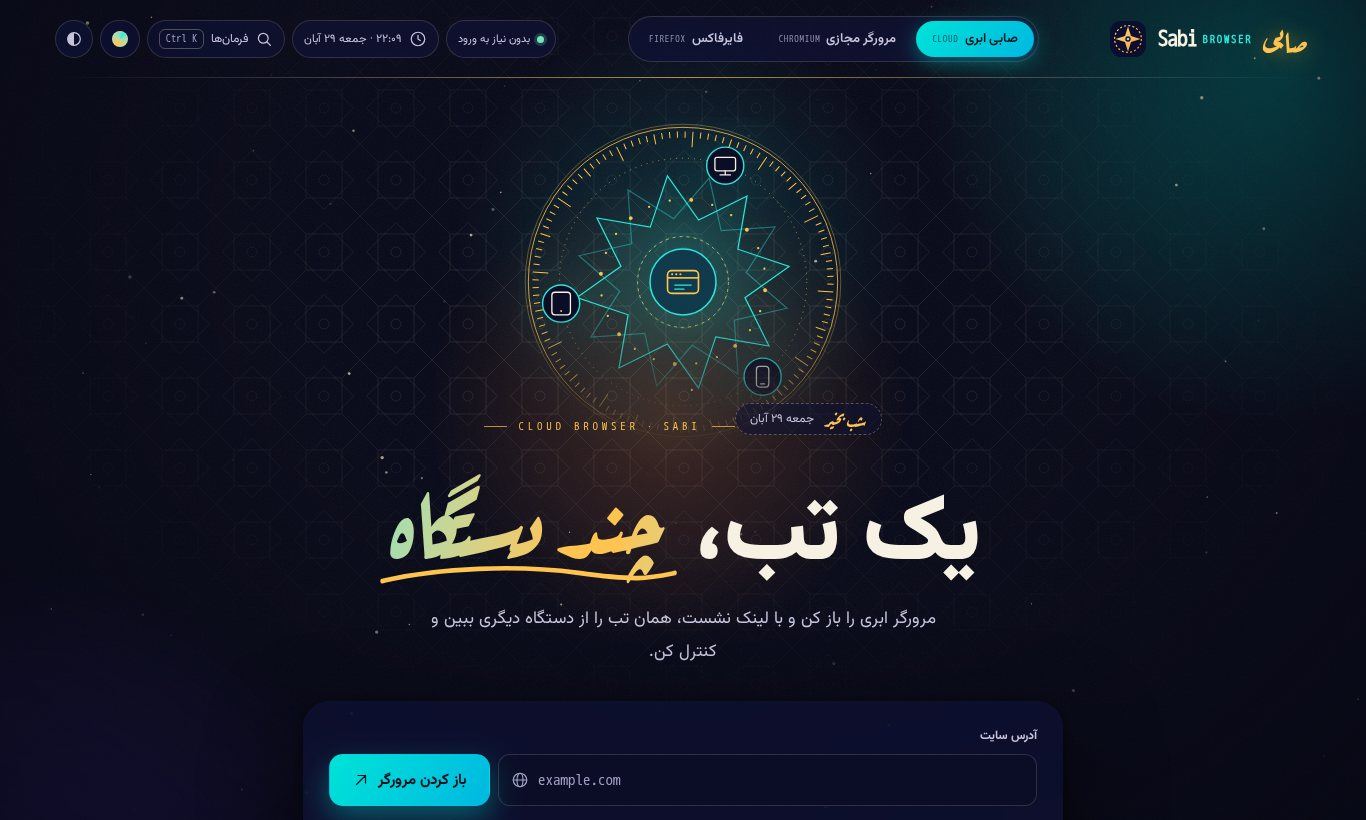 صابی
Sabi BROWSER
صابی ابری CLOUD
مرورگر مجازی CHROMIUM
فایرفاکس FIREFOX
بدون نیاز به ورود
۲۲:۰۹ · جمعه ۲۹ آبان
فرمان‌ها Ctrl K
شب بخیر جمعه ۲۹ آبان
CLOUD BROWSER · SABI
یک تب، چند دستگاه
مرورگر ابری را باز کن و با لینک نشست، همان تب را از دستگاه دیگری ببین و
کنترل کن.
آدرس سایت
example.com
باز کردن مرورگر